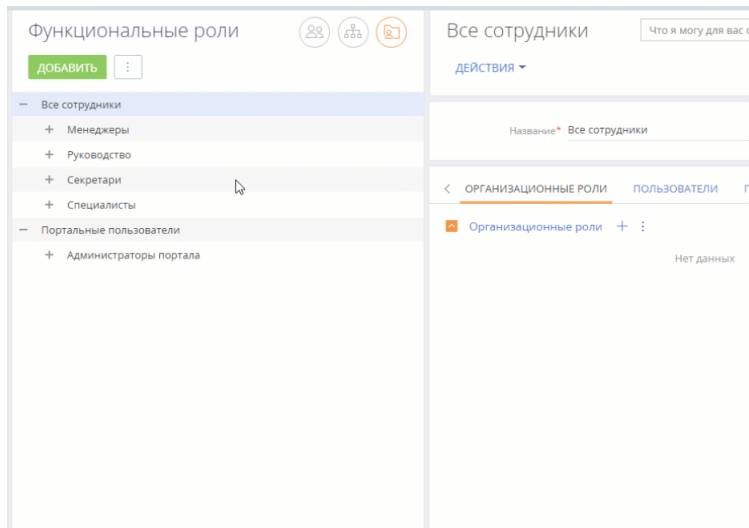 Функциональные роли
ДОБАВИТЬ
Все сотрудники
Менеджеры
Руководство
Секретари
Специалисты
Портальные пользователи
Администраторы портала
Все сотрудники
Что я могу для вас
ДЕЙСТВИЯ
Название* Все сотрудники
ОРГАНИЗАЦИОННЫЕ РОЛИ ПОЛЬЗОВАТЕЛИ
Организационные роли
Нет данных